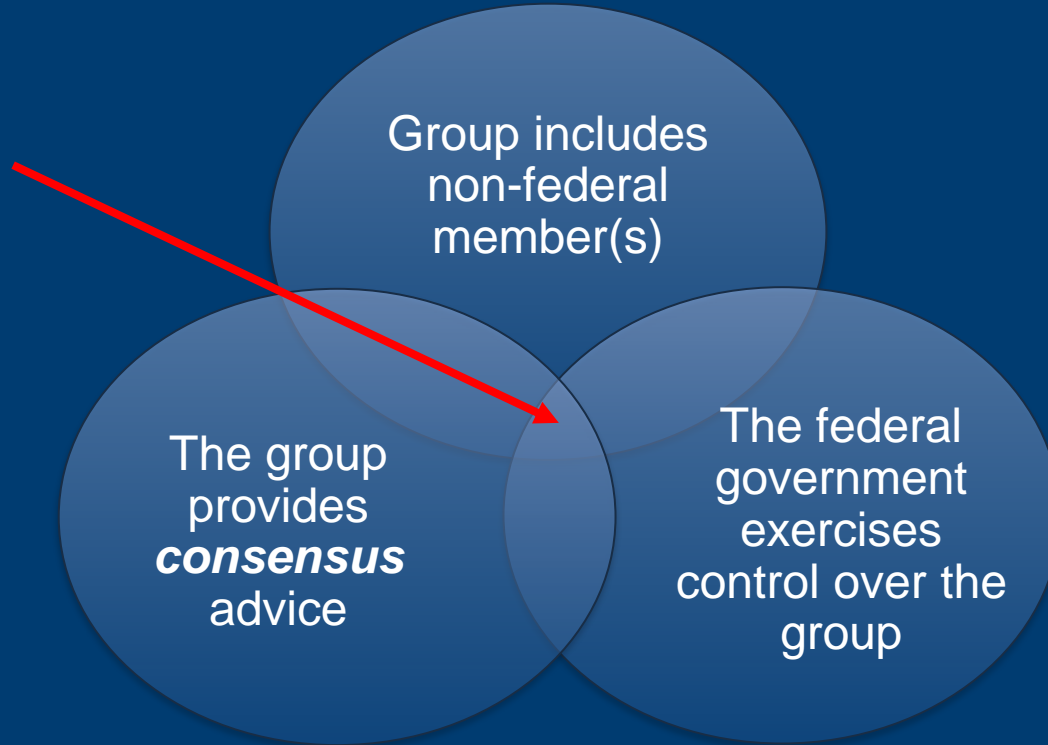 Group includes
non-federal
member(s)
The group
provides
consensus
advice
The federal
government
exercises
control over the
group